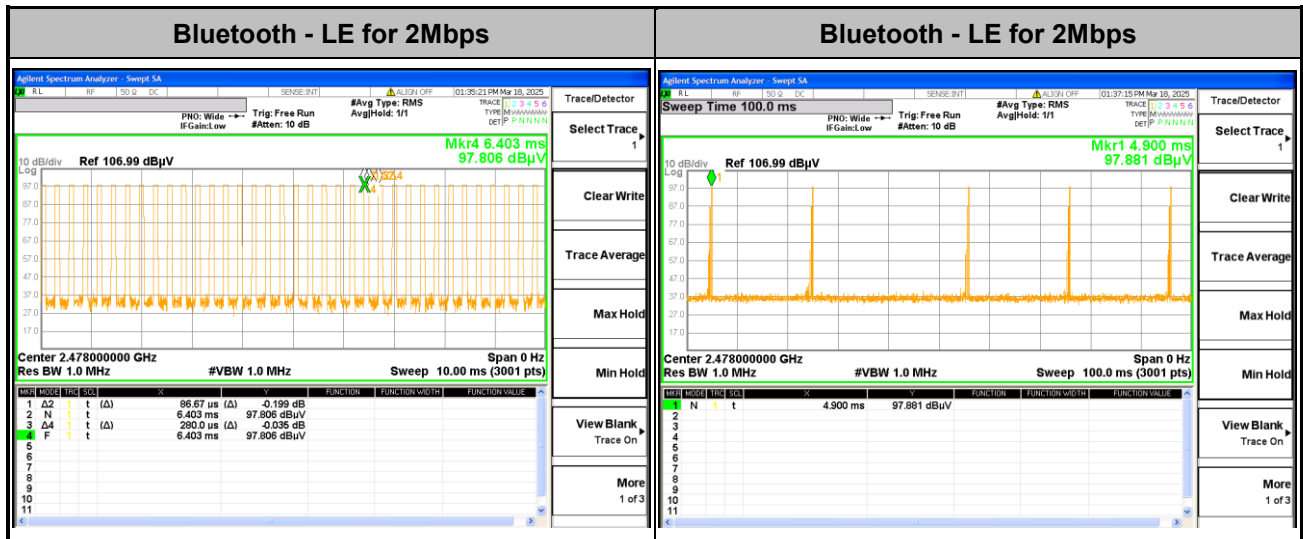 Bluetooth - LE for 2Mbps
Agilent Spectrum Analyzer - Swept SA
RL RF 50 Ω DC SENSE:INT ALIGN OFF 01:35:21 PM Mar 18, 2025
PNO: Wide IFGain:Low
Trig: Free Run
#Atten: 10 dB
#Avg Type: RMS
Avg|Hold: 1/1
TRACE 1 2 3 4 5 6
TYPE M
DET P P N N N N
Mkr4 6.403 ms
97.806 dBµV
10 dB/div Ref 106.99 dBµV
Log
97.0
87.0
77.0
67.0
57.0
47.0
37.0
27.0
17.0
Center 2.478000000 GHz Span 0 Hz
Res BW 1.0 MHz #VBW 1.0 MHz Sweep 10.00 ms (3001 pts)
MKR MODE TRC SCL X Y FUNCTION FUNCTION WIDTH FUNCTION VALUE
1 Δ2 1 t (Δ) 86.67 µs (Δ) -0.199 dB
2 N 1 t 6.403 ms 97.806 dBµV
3 Δ4 1 t (Δ) 280.0 µs (Δ) -0.035 dB
4 F 1 t 6.403 ms 97.806 dBµV
5
6
7
8
9
10
11
Trace/Detector
Select Trace
1
Clear Write
Trace Average
Max Hold
Min Hold
View Blank
Trace On
More
1 of 3
Bluetooth - LE for 2Mbps
Agilent Spectrum Analyzer - Swept SA
RL RF 50 Ω DC SENSE:INT ALIGN OFF 01:37:15 PM Mar 18, 2025
Sweep Time 100.0 ms
PNO: Wide IFGain:Low
Trig: Free Run
#Atten: 10 dB
#Avg Type: RMS
Avg|Hold: 1/1
TRACE 1 2 3 4 5 6
TYPE M
DET P P N N N N
Mkr1 4.900 ms
97.881 dBµV
10 dB/div Ref 106.99 dBµV
Log
1
97.0
87.0
77.0
67.0
57.0
47.0
37.0
27.0
17.0
Center 2.478000000 GHz Span 0 Hz
Res BW 1.0 MHz #VBW 1.0 MHz Sweep 100.0 ms (3001 pts)
MKR MODE TRC SCL X Y FUNCTION FUNCTION WIDTH FUNCTION VALUE
1 N 1 t 4.900 ms 97.881 dBµV
2
3
4
5
6
7
8
9
10
11
Trace/Detector
Select Trace
1
Clear Write
Trace Average
Max Hold
Min Hold
View Blank
Trace On
More
1 of 3